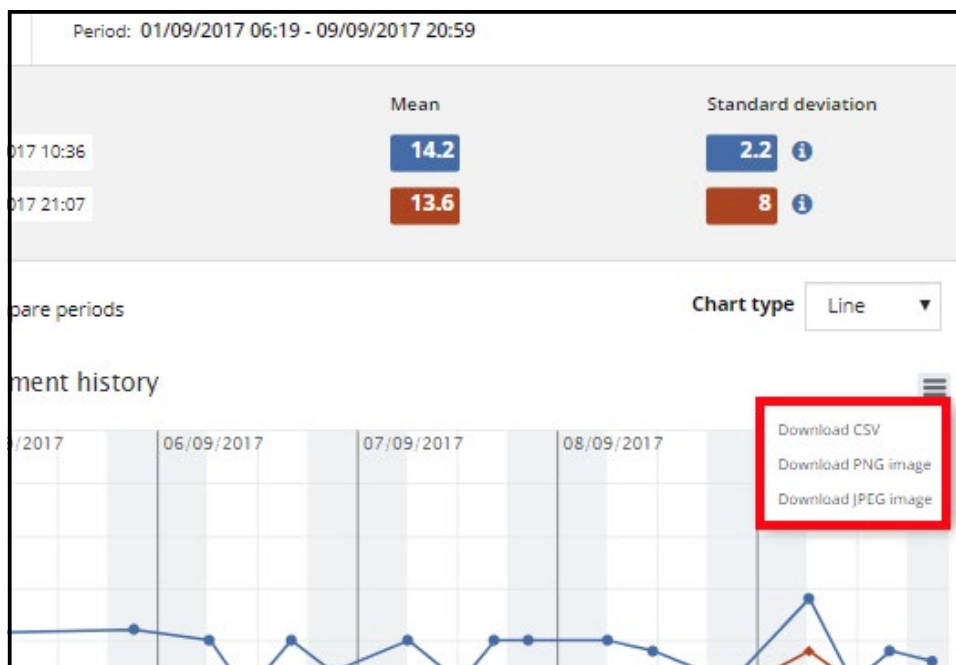 Period: 01/09/2017 06:19 - 09/09/2017 20:59
Mean Standard deviation
017 10:36 14.2 2.2
017 21:07 13.6 8
pare periods Chart type Line
ment history
/2017 06/09/2017 07/09/2017 08/09/2017
Download CSV
Download PNG image
Download JPEG image